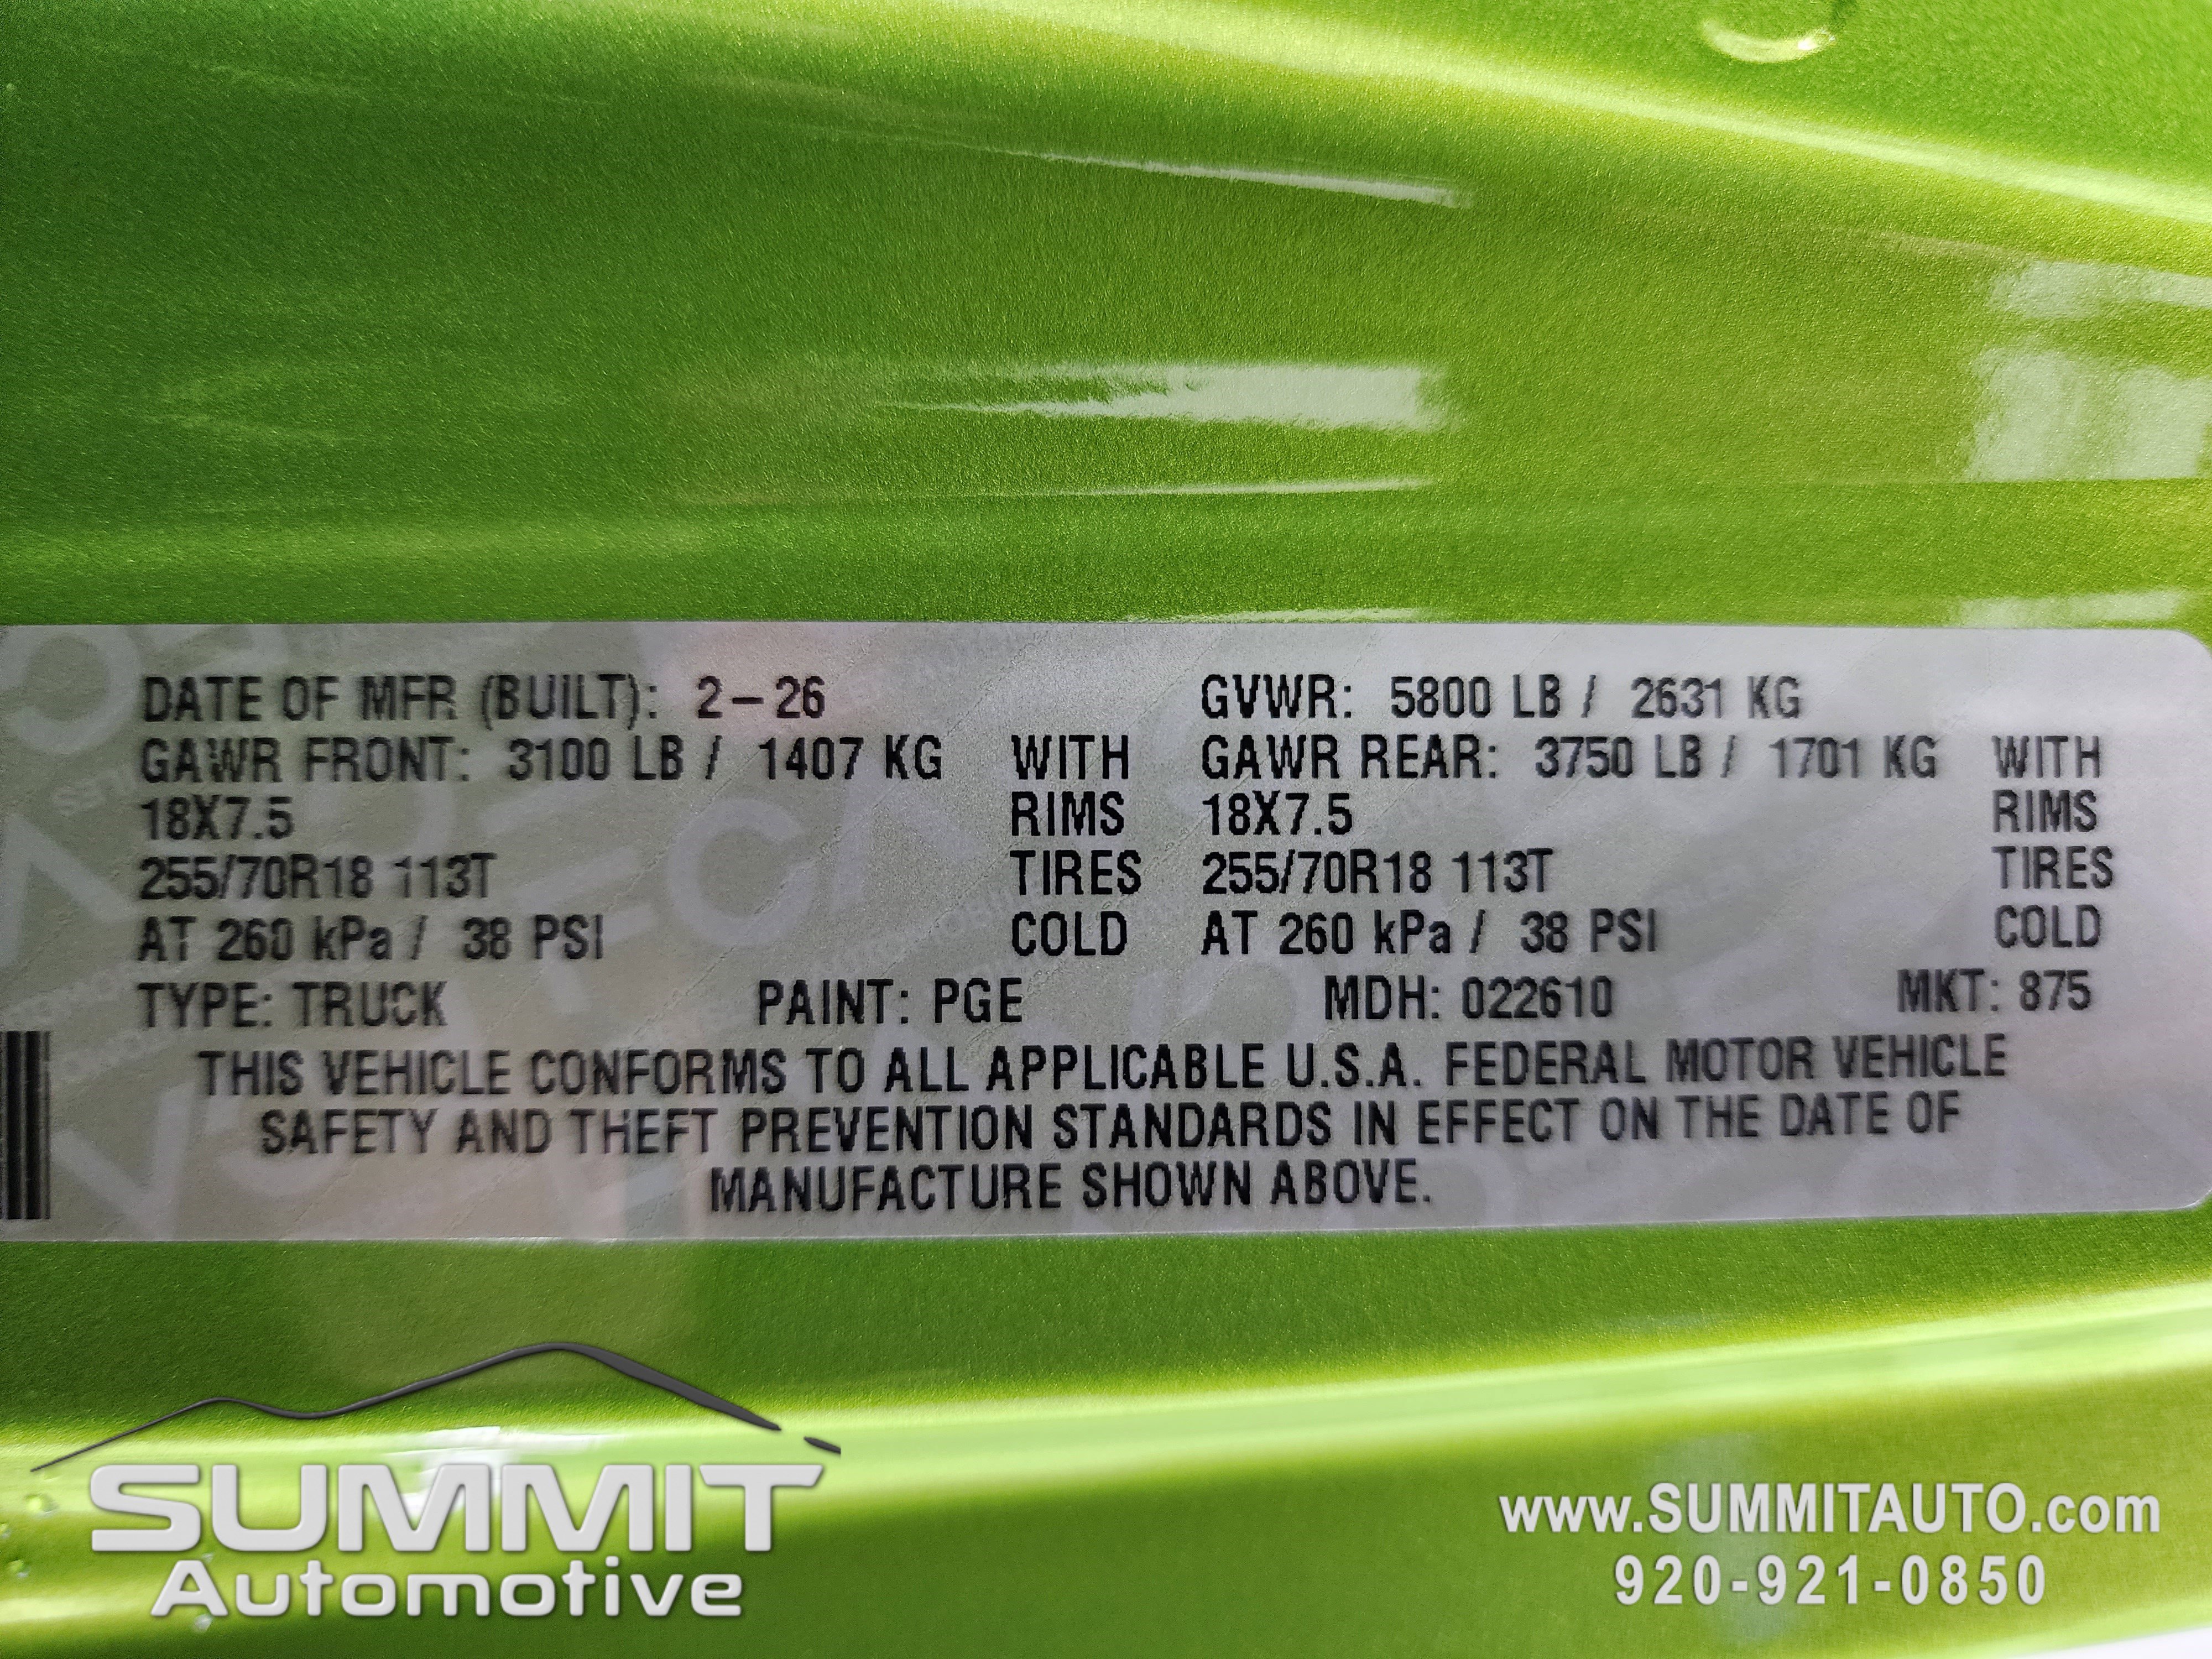 DATE OF MFR (BUILT): 2-26 GVWR: 5800 LB / 2631 KG
GAWR FRONT: 3100 LB / 1407 KG WITH GAWR REAR: 3750 LB / 1701 KG WITH
18X7.5 RIMS 18X7.5 RIMS
255/70R18 113T TIRES 255/70R18 113T TIRES
AT 260 kPa / 38 PSI COLD AT 260 kPa / 38 PSI COLD
TYPE: TRUCK PAINT: PGE MDH: 022610 MKT: 875
THIS VEHICLE CONFORMS TO ALL APPLICABLE U.S.A. FEDERAL MOTOR VEHICLE
SAFETY AND THEFT PREVENTION STANDARDS IN EFFECT ON THE DATE OF
MANUFACTURE SHOWN ABOVE.
SUMMIT
Automotive
www.SUMMITAUTO.com
920-921-0850